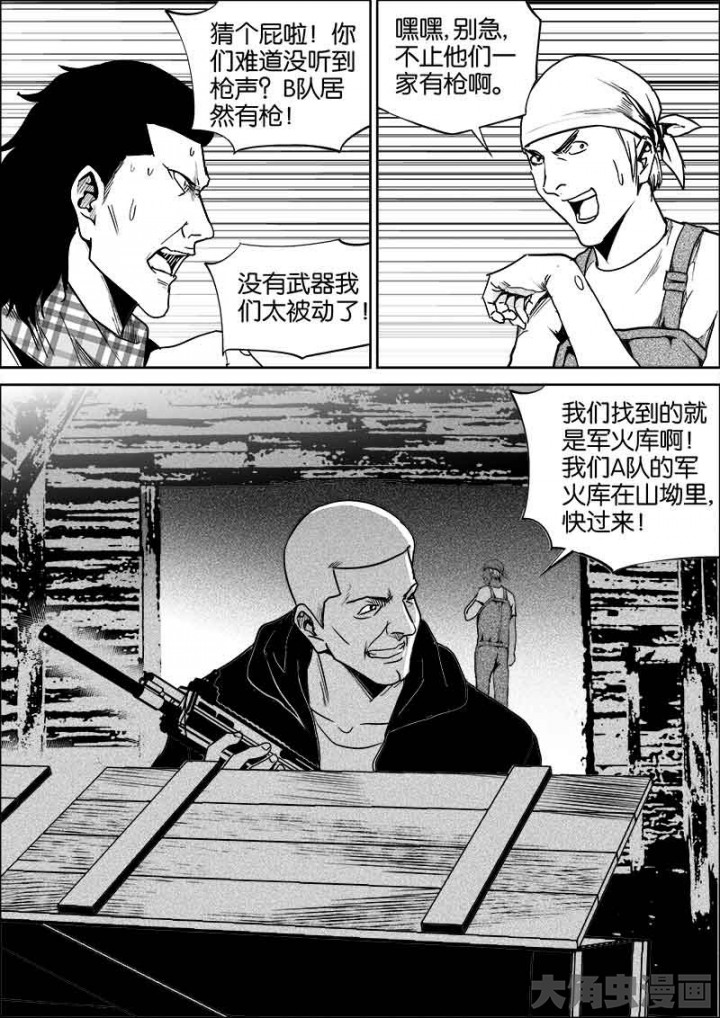 猜个屁啦！你
们难道没听到
枪声？B队居
然有枪！
没有武器我
们太被动了！
嘿嘿，别急，
不止他们一
家有枪啊。
我们找到的就
是军火库啊！
我们A队的军
火库在山坳里，
快过来！
大角虫漫画